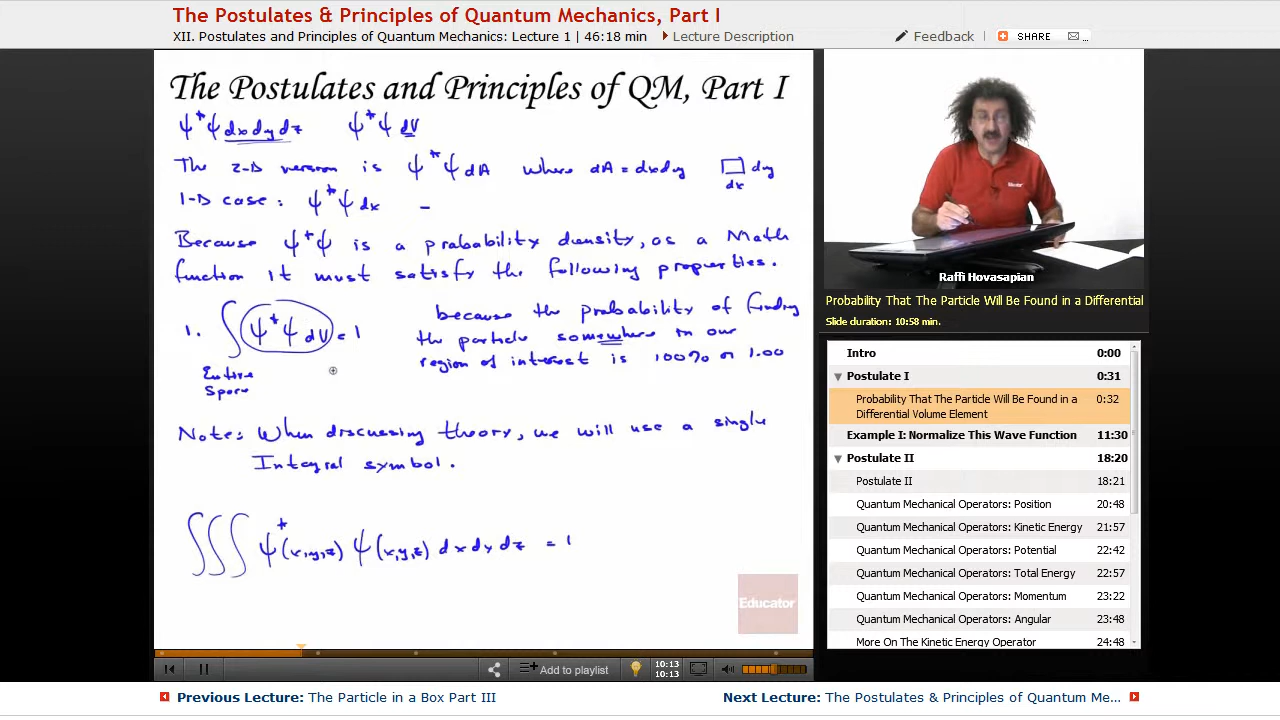 The Postulates & Principles of Quantum Mechanics, Part I
XII. Postulates and Principles of Quantum Mechanics: Lecture 1 | 46:18 min
Lecture Description
Feedback
SHARE
The Postulates and Principles of QM, Part I
ψ*ψ dxdydz ψ*ψ dV
The 2-D version is ψ*ψ dA where dA = dxdy dy
dx
1-D case: ψ*ψ dx –
Because ψ*ψ is a probability density, as a Math
function it must satisfy the following properties.
1. ∫ ψ*ψ dV = 1
Entire
Space
because the probability of finding
the particle somewhere in our
region of interest is 100% or 1.00
Note: When discussing theory, we will use a single
Integral symbol.
∫∫∫ ψ*(x,y,z) ψ(x,y,z) dx dy dz = 1
Educator
Raffi Hovasapian
Probability That The Particle Will Be Found in a Differential
Slide duration: 10:58 min.
Intro 0:00
Postulate I 0:31
Probability That The Particle Will Be Found in a 0:32
Differential Volume Element
Example I: Normalize This Wave Function 11:30
Postulate II 18:20
Postulate II 18:21
Quantum Mechanical Operators: Position 20:48
Quantum Mechanical Operators: Kinetic Energy 21:57
Quantum Mechanical Operators: Potential 22:42
Quantum Mechanical Operators: Total Energy 22:57
Quantum Mechanical Operators: Momentum 23:22
Quantum Mechanical Operators: Angular 23:48
More On The Kinetic Energy Operator 24:48
Add to playlist
10:13
10:13
Previous Lecture: The Particle in a Box Part III
Next Lecture: The Postulates & Principles of Quantum Me...